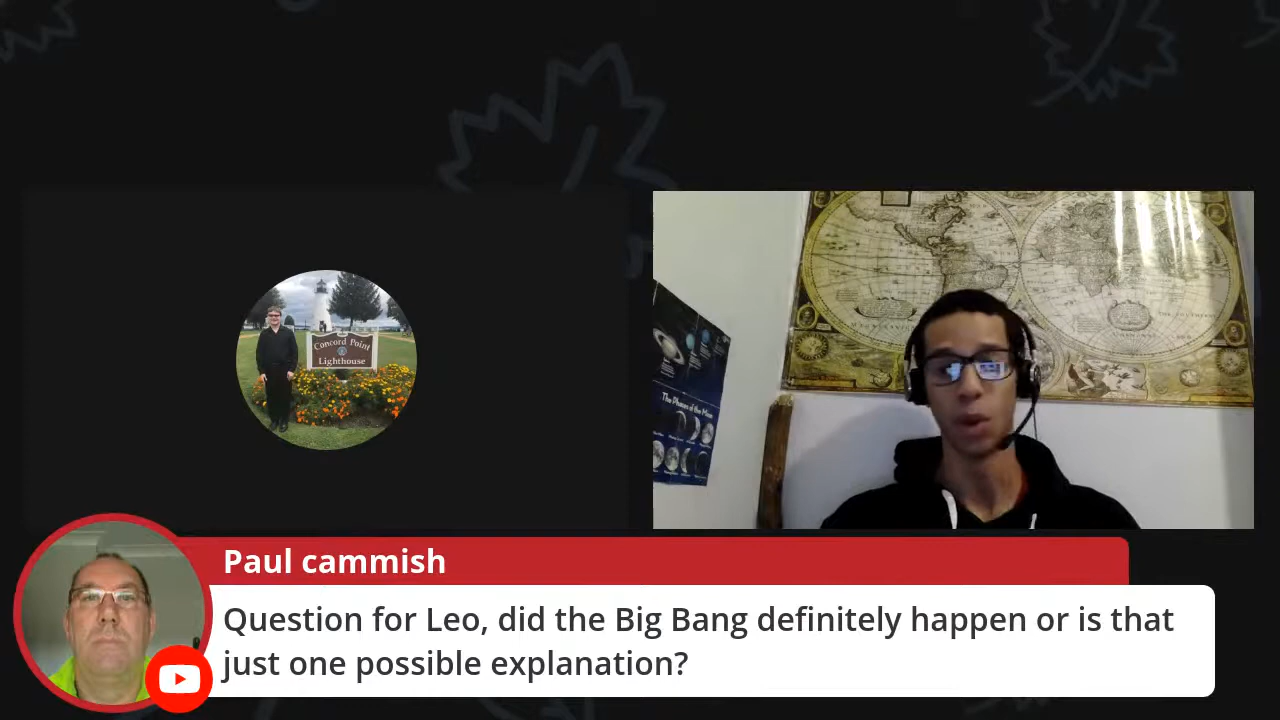 Concord Point
Lighthouse
The Phases of the Moon
Paul cammish
Question for Leo, did the Big Bang definitely happen or is that
just one possible explanation?